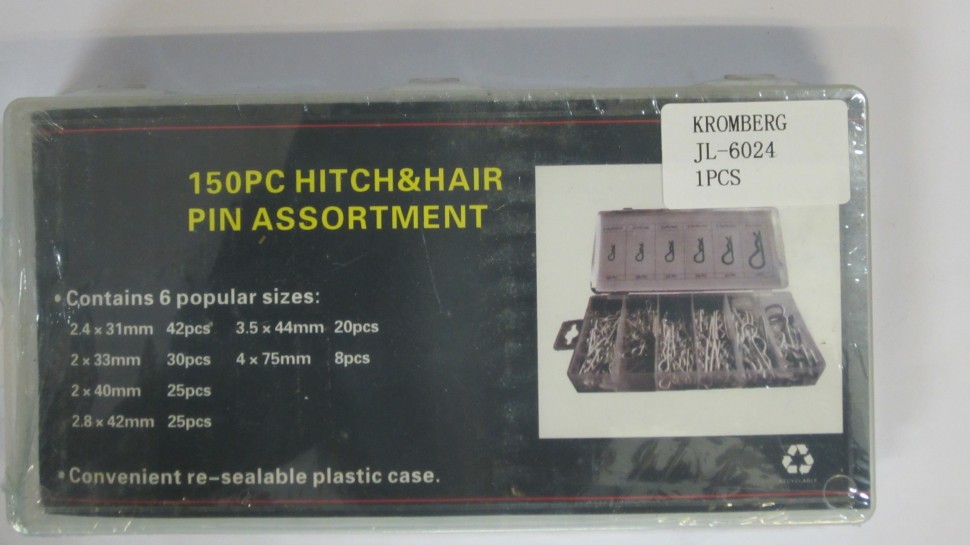 KROMBERG
JL-6024
1PCS
150PC HITCH&HAIR
PIN ASSORTMENT
• Contains 6 popular sizes:
2.4 × 31mm 42pcs 3.5 × 44mm 20pcs
2 × 33mm 30pcs 4 × 75mm 8pcs
2 × 40mm 25pcs
2.8 × 42mm 25pcs
• Convenient re-sealable plastic case.
RECYCLABLE